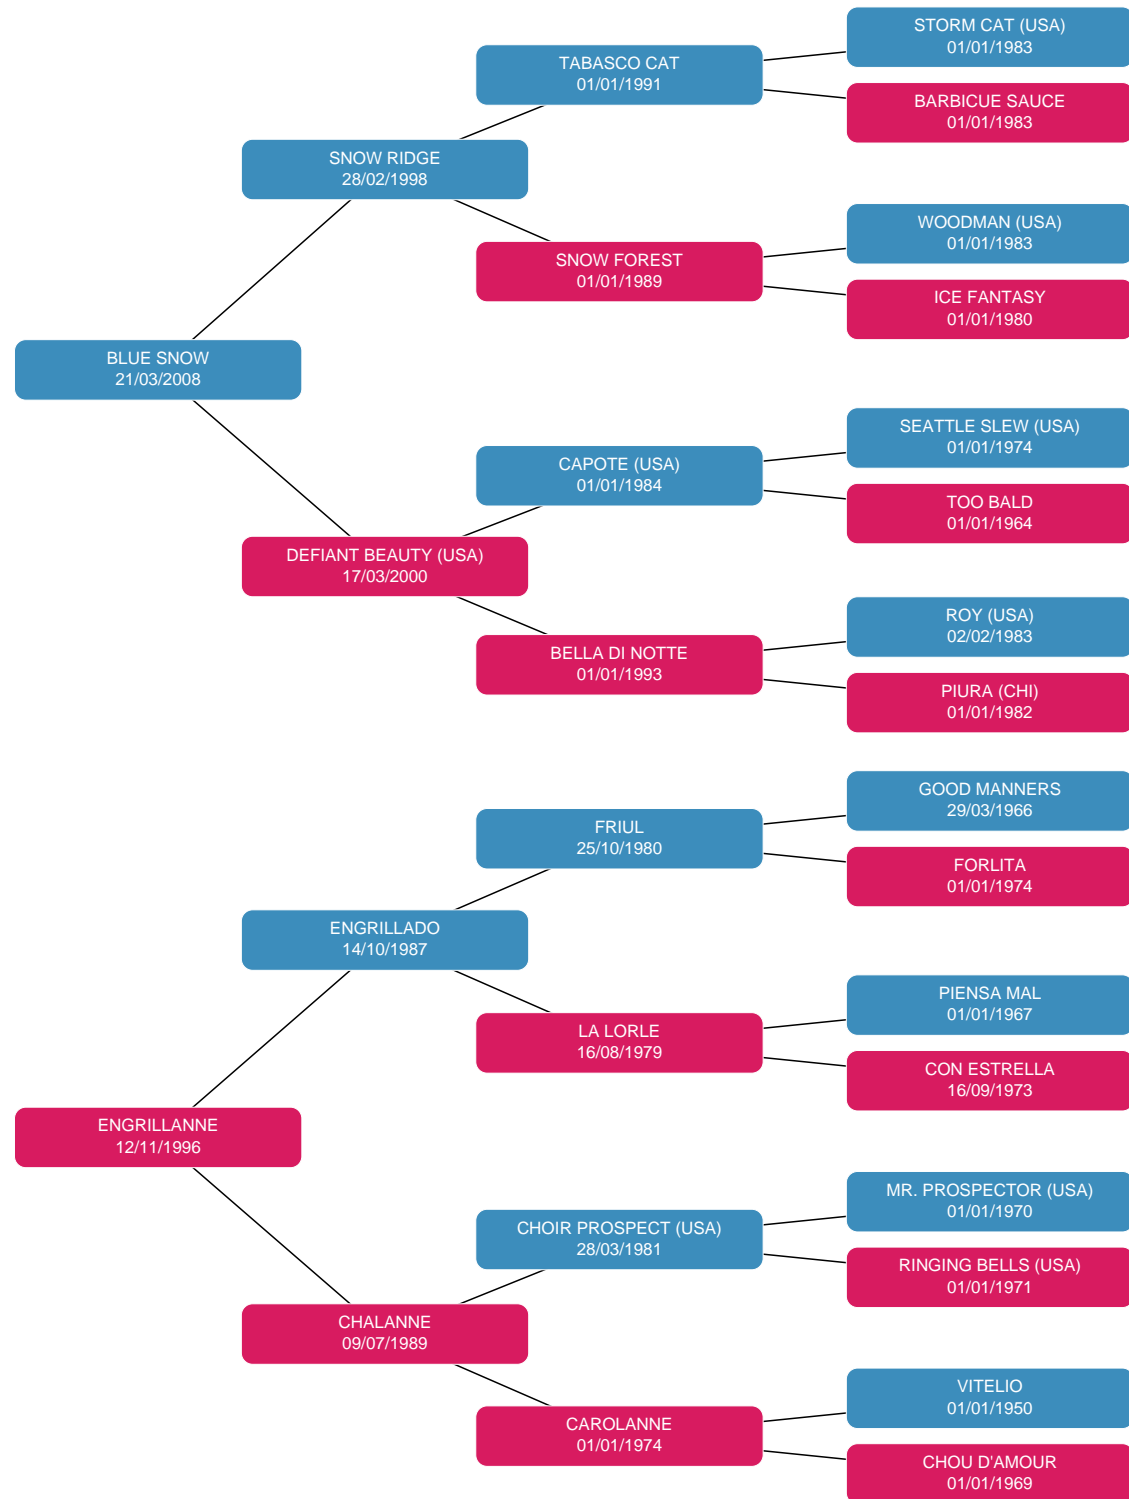 STORM CAT (USA)
01/01/1983
TABASCO CAT
01/01/1991
BARBICUE SAUCE
01/01/1983
SNOW RIDGE
28/02/1998
WOODMAN (USA)
01/01/1983
SNOW FOREST
01/01/1989
ICE FANTASY
01/01/1980
BLUE SNOW
21/03/2008
SEATTLE SLEW (USA)
01/01/1974
CAPOTE (USA)
01/01/1984
TOO BALD
01/01/1964
DEFIANT BEAUTY (USA)
17/03/2000
ROY (USA)
02/02/1983
BELLA DI NOTTE
01/01/1993
PIURA (CHI)
01/01/1982
GOOD MANNERS
29/03/1966
FRIUL
25/10/1980
FORLITA
01/01/1974
ENGRILLADO
14/10/1987
PIENSA MAL
01/01/1967
LA LORLE
16/08/1979
CON ESTRELLA
16/09/1973
ENGRILLANNE
12/11/1996
MR. PROSPECTOR (USA)
01/01/1970
CHOIR PROSPECT (USA)
28/03/1981
RINGING BELLS (USA)
01/01/1971
CHALANNE
09/07/1989
VITELIO
01/01/1950
CAROLANNE
01/01/1974
CHOU D'AMOUR
01/01/1969